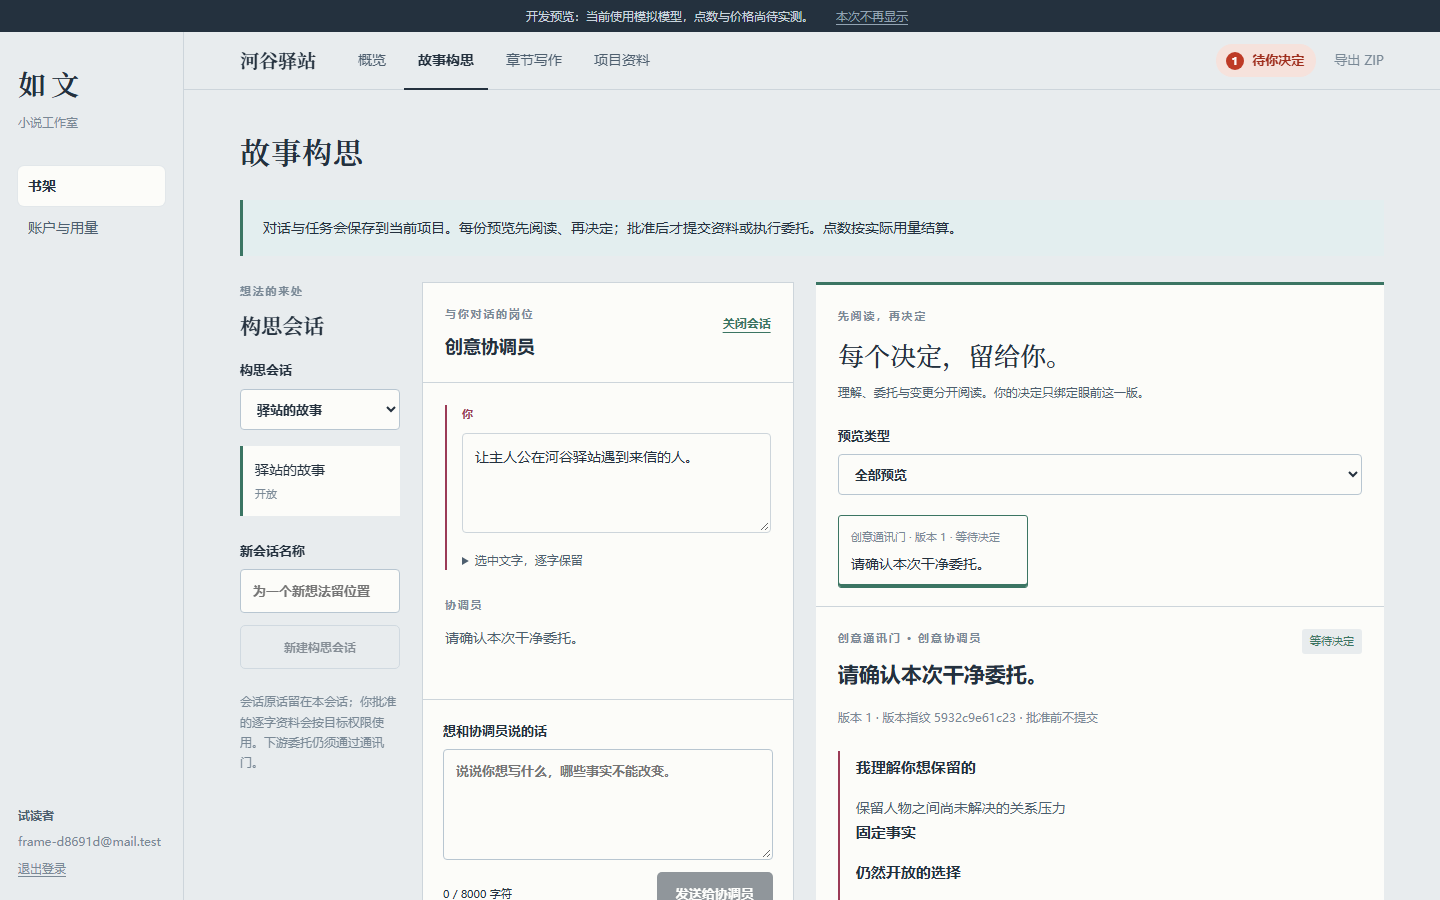 开发预览：当前使用模拟模型，点数与价格尚待实测。 本次不再显示
如文
小说工作室
书架
账户与用量
试读者
frame-d8691d@mail.test
退出登录
河谷驿站 概览 故事构思 章节写作 项目资料 1 待你决定 导出 ZIP
故事构思
对话与任务会保存到当前项目。每份预览先阅读、再决定；批准后才提交资料或执行委托。点数按实际用量结算。
想法的来处
构思会话
构思会话
驿站的故事
驿站的故事
开放
新会话名称
为一个新想法留位置
新建构思会话
会话原话留在本会话；你批准
的逐字资料会按目标权限使
用。下游委托仍须通过通讯
门。
与你对话的岗位
创意协调员
关闭会话
你
让主人公在河谷驿站遇到来信的人。
选中文字，逐字保留
协调员
请确认本次干净委托。
想和协调员说的话
说说你想写什么，哪些事实不能改变。
0 / 8000 字符
发送给协调员
先阅读，再决定
每个决定，留给你。
理解、委托与变更分开阅读。你的决定只绑定眼前这一版。
预览类型
全部预览
创意通讯门 · 版本 1 · 等待决定
请确认本次干净委托。
创意通讯门 • 创意协调员
等待决定
请确认本次干净委托。
版本 1 · 版本指纹 5932c9e61c23 · 批准前不提交
我理解你想保留的
保留人物之间尚未解决的关系压力
固定事实
仍然开放的选择